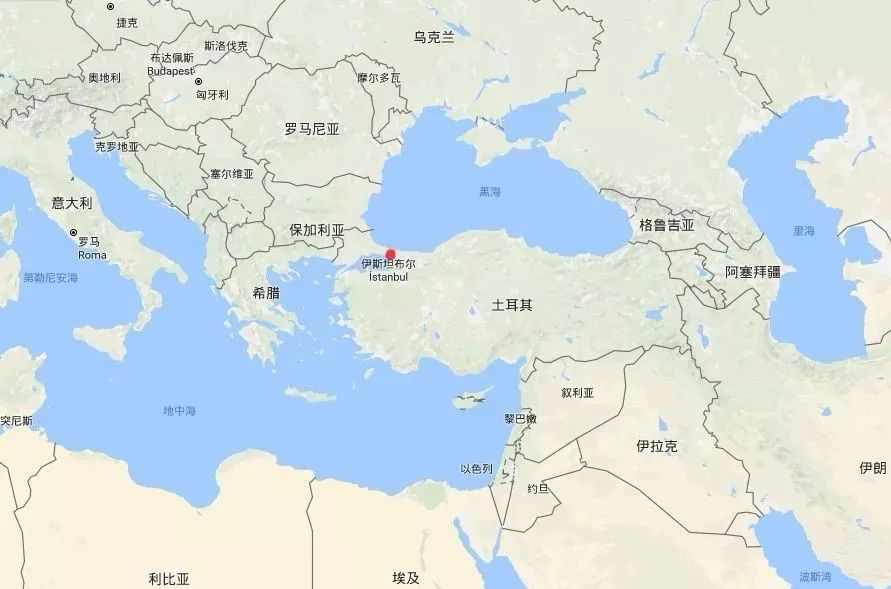 捷克
乌克兰
斯洛伐克
布达佩斯
Budapest
奥地利
摩尔多瓦
匈牙利
罗马尼亚
克罗地亚
塞尔维亚
黑海
意大利
格鲁吉亚
保加利亚
里海
罗马
Roma
伊斯坦布尔
İstanbul
阿塞拜疆
第勒尼安海
希腊
土耳其
叙利亚
地中海
突尼斯
黎巴嫩
伊拉克
以色列
伊朗
约旦
利比亚
埃及
波斯湾